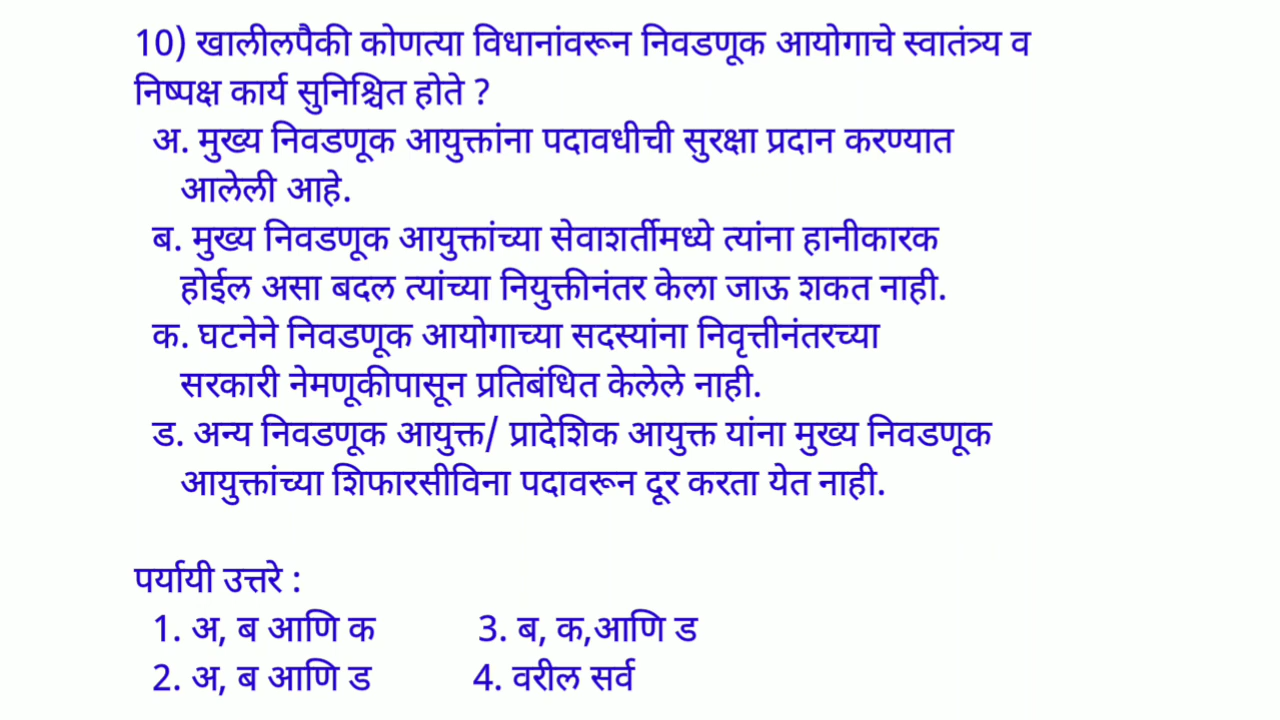 10) खालीलपैकी कोणत्या विधानांवरून निवडणूक आयोगाचे स्वातंत्र्य व
निष्पक्ष कार्य सुनिश्चित होते ?
अ. मुख्य निवडणूक आयुक्तांना पदावधीची सुरक्षा प्रदान करण्यात
आलेली आहे.
ब. मुख्य निवडणूक आयुक्तांच्या सेवाशर्तीमध्ये त्यांना हानीकारक
होईल असा बदल त्यांच्या नियुक्तीनंतर केला जाऊ शकत नाही.
क. घटनेने निवडणूक आयोगाच्या सदस्यांना निवृत्तीनंतरच्या
सरकारी नेमणूकीपासून प्रतिबंधित केलेले नाही.
ड. अन्य निवडणूक आयुक्त/ प्रादेशिक आयुक्त यांना मुख्य निवडणूक
आयुक्तांच्या शिफारसीविना पदावरून दूर करता येत नाही.
पर्यायी उत्तरे :
1. अ, ब आणि क 3. ब, क,आणि ड
2. अ, ब आणि ड 4. वरील सर्व